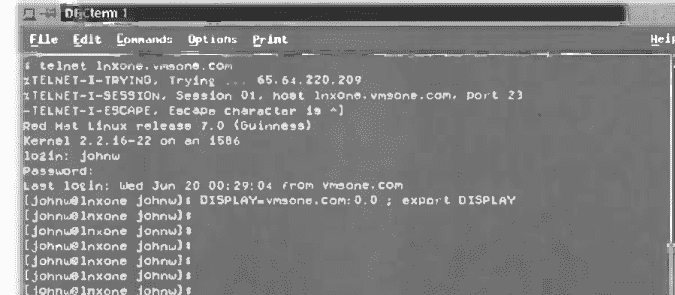 DECterm 1
File Edit Commands Options Print Help
$ telnet lnxone.vmsone.com
%TELNET-I-TRYING, Trying ... 65.64.220.209
%TELNET-I-SESSION, Session 01, host lnxone.vmsone.com, port 23
-TELNET-I-ESCAPE, Escape character is ^]
Red Hat Linux release 7.0 (Guinness)
Kernel 2.2.16-22 on an i586
login: johnw
Password:
Last login: Wed Jun 20 00:29:04 from vmsone.com
[johnw@lnxone johnw]$ DISPLAY=vmsone.com:0.0 ; export DISPLAY
[johnw@lnxone johnw]$
[johnw@lnxone johnw]$
[johnw@lnxone johnw]$
[johnw@lnxone johnw]$
[johnw@lnxone johnw]$
[johnw@lnxone johnw]$